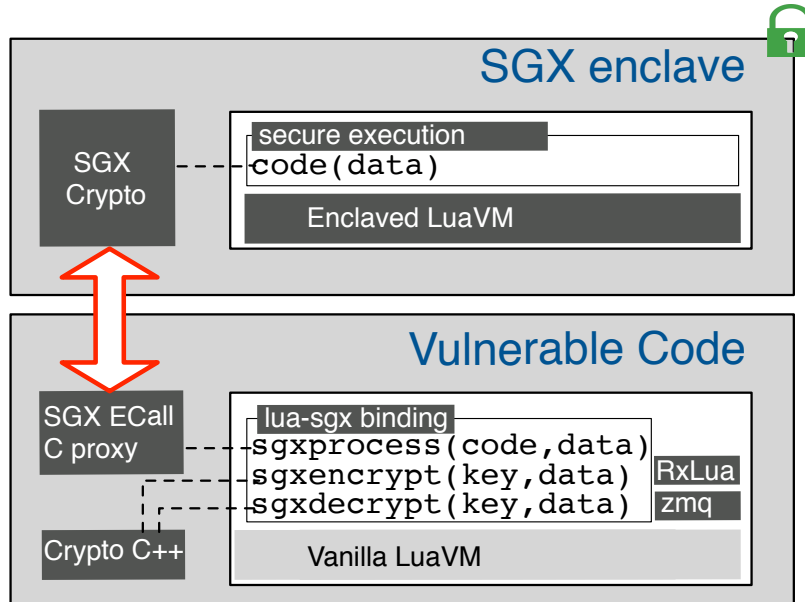 SGX enclave
SGX
Crypto
secure execution
code(data)
Enclaved LuaVM
Vulnerable Code
SGX ECall
C proxy
lua-sgx binding
sgxprocess(code,data)
sgxencrypt(key,data)
sgxdecrypt(key,data)
RxLua
zmq
Crypto C++
Vanilla LuaVM